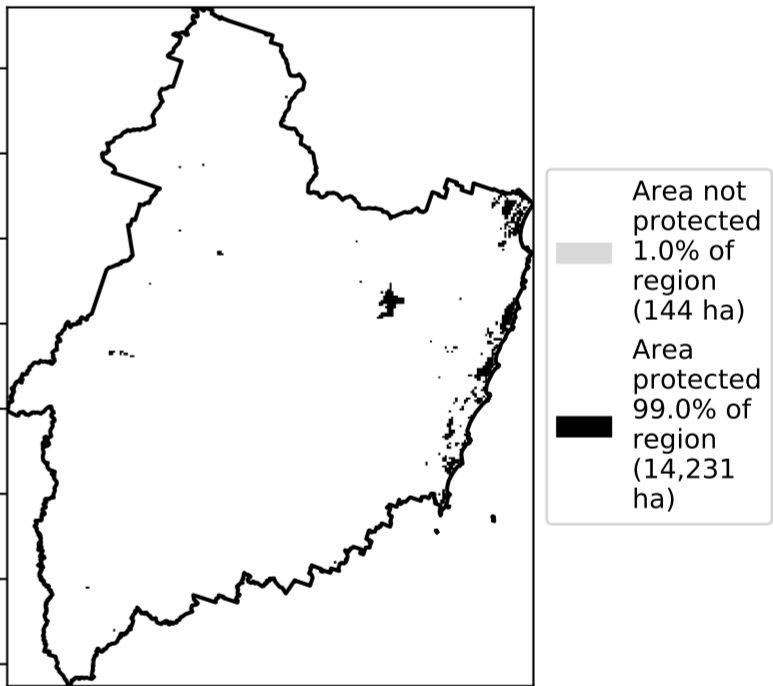 Area not
protected
1.0% of
region
(144 ha)
Area
protected
99.0% of
region
(14,231
ha)